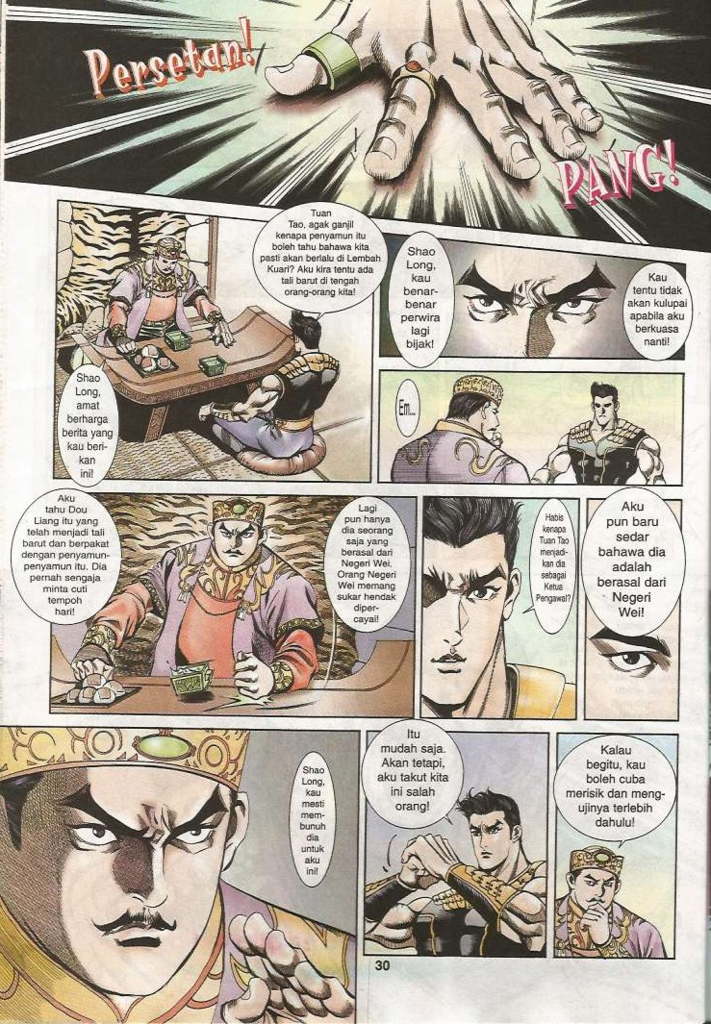 Persetan!
PANG!
Tuan
Tao, agak ganjil
kenapa penyamun itu
boleh tahu bahawa kita
pasti akan berlalu di Lembah
Kuari? Aku kira tentu ada
tali barut di tengah
orang-orang kita!
Shao
Long,
amat
berharga
berita yang
kau beri-
kan
ini!
Shao
Long, kau
benar-
benar
perwira
lagi
bijak!
Kau
tentu tidak
akan kulupai
apabila aku
berkuasa
nanti!
Em...
Aku
tahu Dou
Liang itu yang
telah menjadi tali
barut dan berpakat
dengan penyamun-
penyamun itu. Dia
pernah sengaja
minta cuti
tempoh
hari!
Lagi
pun hanya
dia seorang
saja yang
berasal dari
Negeri Wei.
Orang Negeri
Wei memang
sukar hendak
diper-
cayai!
Habis
kenapa
Tuan Tao
menjadi-
kan dia
sebagai
Ketua
Pengawal?
Aku
pun baru
sedar
bahawa dia
adalah
berasal dari
Negeri
Wei!
Shao
Long,
kau
mesti
mem-
bunuh
dia
untuk
aku
ini!
Itu
mudah saja.
Akan tetapi,
aku takut kita
ini salah
orang!
Kalau
begitu, kau
boleh cuba
merisik dan meng-
ujinya terlebih
dahulu!
30